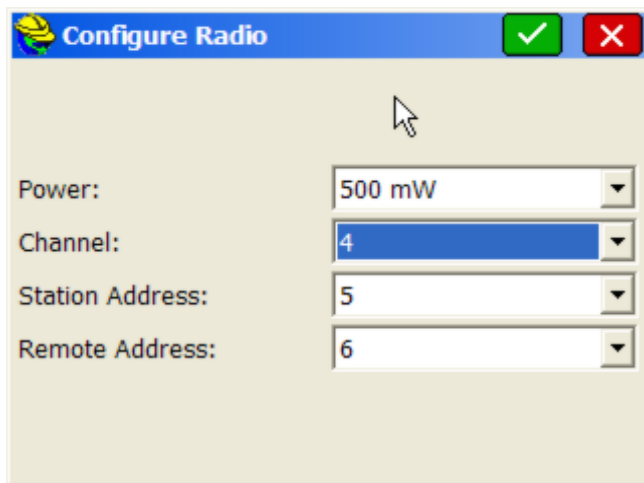 Configure Radio
Power: 500 mW
Channel: 4
Station Address: 5
Remote Address: 6